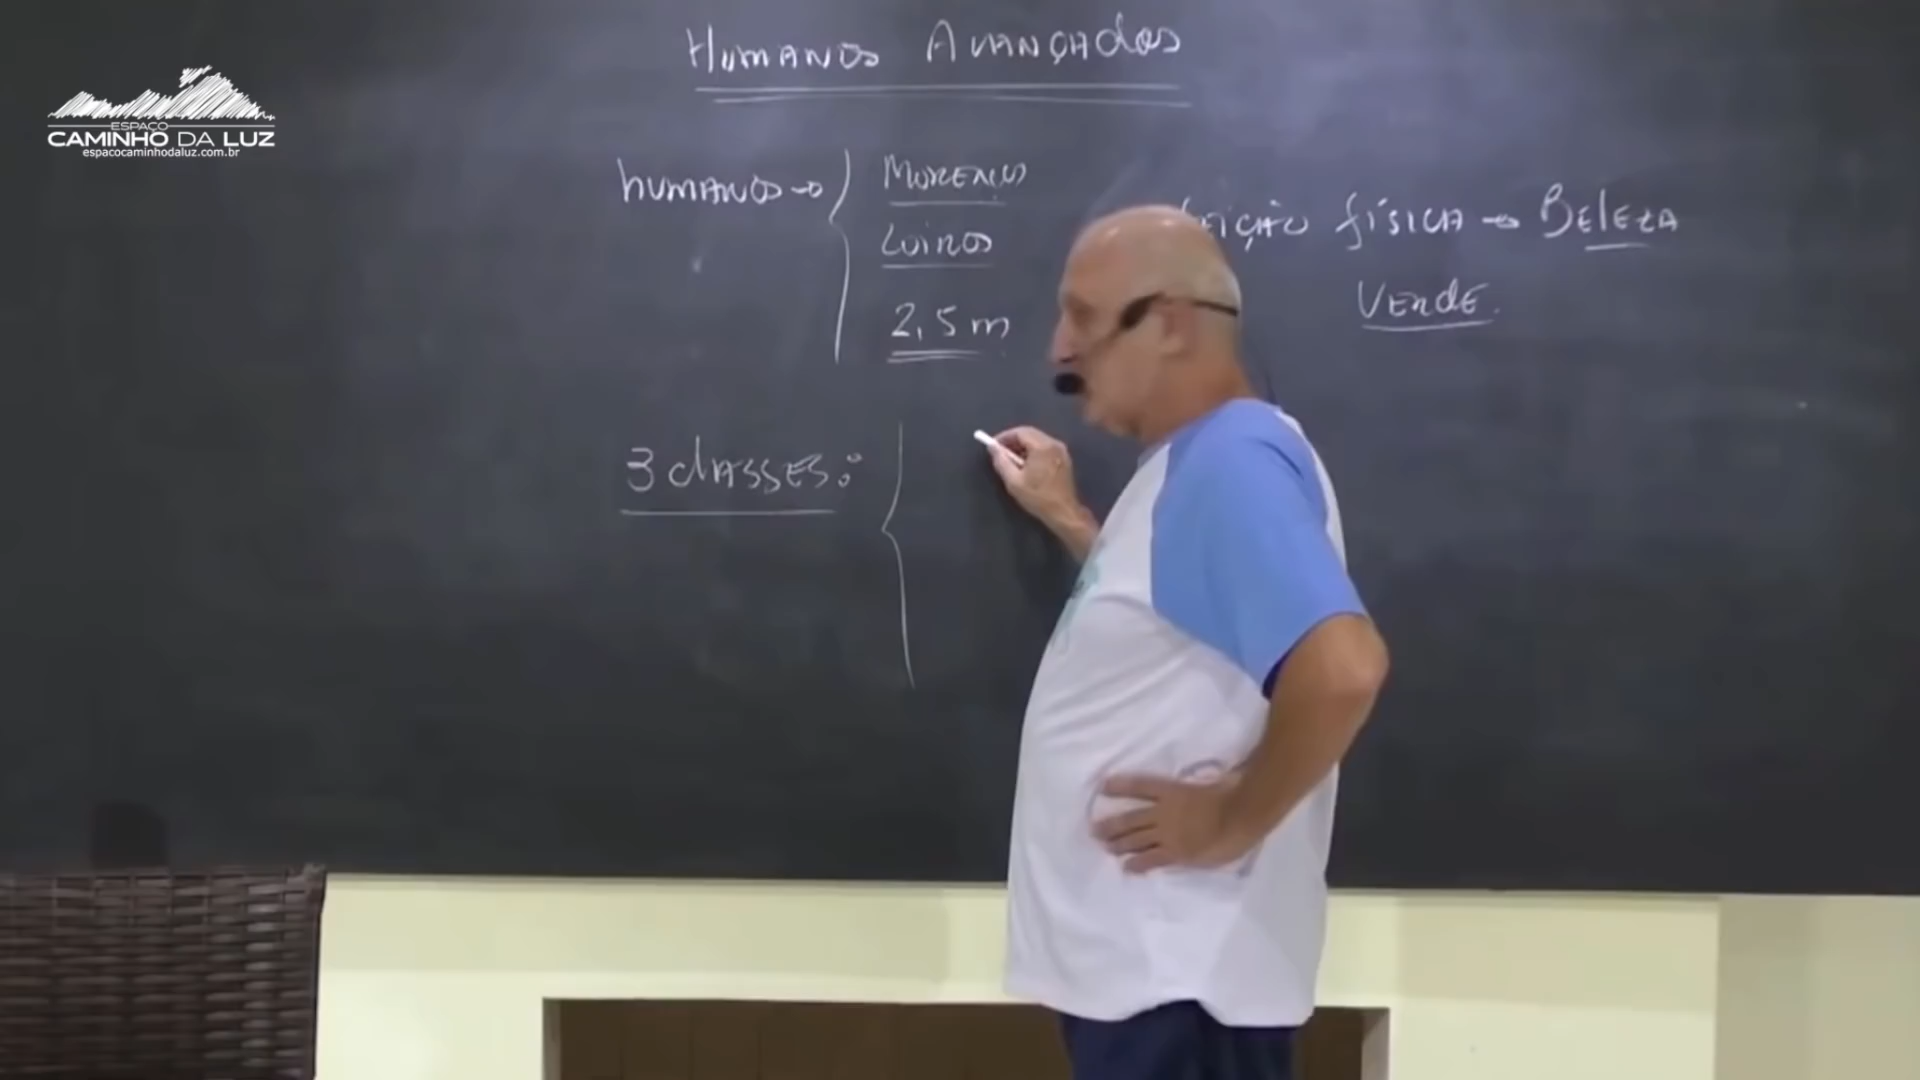 Humanos Avançados
ESPAÇO
CAMINHO DA LUZ
espacocaminhodaluz.com.br
humanos → Morenos
Loiros
2,5 m
física → Beleza
Verde.
3 classes: